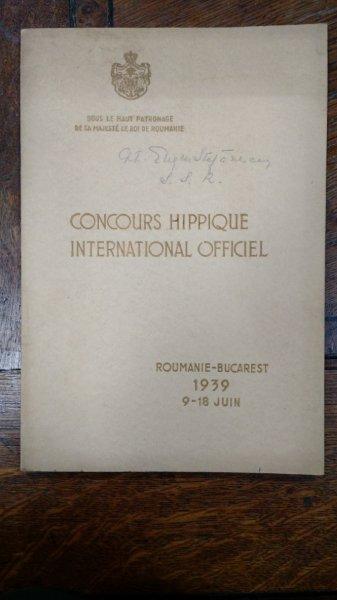 SOUS LE HAUT PATRONAGE
DE SA MAJESTÉ LE ROI DE ROUMANIE
S. S. R.
CONCOURS HIPPIQUE
INTERNATIONAL OFFICIEL
ROUMANIE-BUCAREST
1939
9-18 JUIN